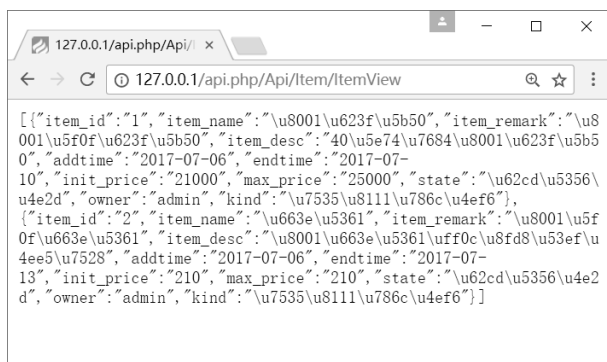 127.0.0.1/api.php/Api/I
127.0.0.1/api.php/Api/Item/ItemView
[{"item_id":"1","item_name":"\u8001\u623f\u5b50","item_remark":"\u8
001\u5f0f\u623f\u5b50","item_desc":"40\u5e74\u7684\u8001\u623f\u5b5
0","addtime":"2017-07-06","endtime":"2017-07-
10","init_price":"21000","max_price":"25000","state":"\u62cd\u5356\
u4e2d","owner":"admin","kind":"\u7535\u8111\u786c\u4ef6"},
{"item_id":"2","item_name":"\u663e\u5361","item_remark":"\u8001\u5f
0f\u663e\u5361","item_desc":"\u8001\u663e\u5361\uff0c\u8fd8\u53ef\u
4ee5\u7528","addtime":"2017-07-06","endtime":"2017-07-
13","init_price":"210","max_price":"210","state":"\u62cd\u5356\u4e2
d","owner":"admin","kind":"\u7535\u8111\u786c\u4ef6"}]